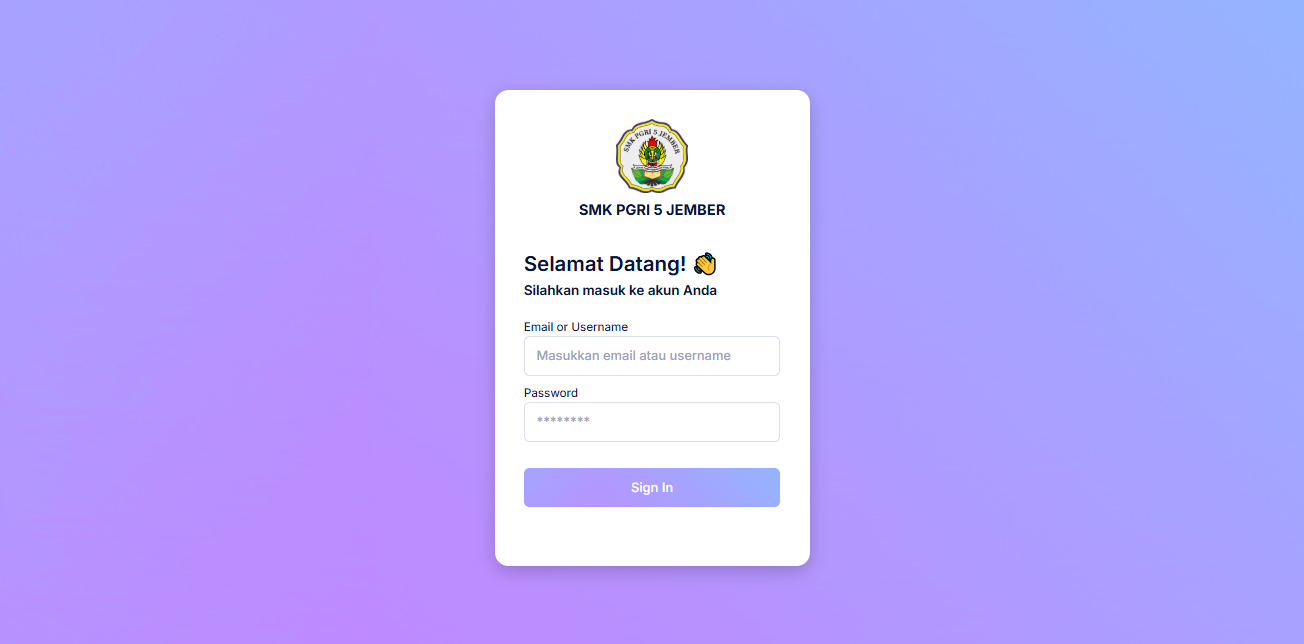 SMK PGRI 5 JEMBER
SMK PGRI 5 JEMBER
Selamat Datang! 👋
Silahkan masuk ke akun Anda
Email or Username
Masukkan email atau username
Password
********
Sign In